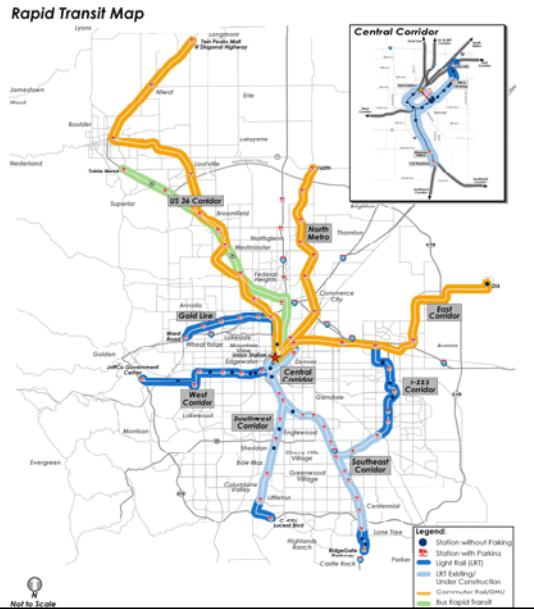 Rapid Transit Map
Lyons
Longmont
Twin Peaks Mall
& Diagonal Highway
Central Corridor
Jamestown
Ward
Niwot
Erie
Boulder
Lafayette
Nederland
Louisville
Table Mesa
Superior
US 36 Corridor
Broomfield
Brighton
North
Metro
Northglenn
Thornton
Westminster
Federal
Heights
Commerce
City
DIA
East
Corridor
Arvada
Gold Line
Ward
Road
Wheat Ridge
Lakeside
Mountain
View
Union Station
Edgewater
Golden
Denver
Aurora
JeffCo Government
Center
Central
Corridor
I-225
Corridor
West
Corridor
Lakewood
Glendale
Southwest
Corridor
Morrison
Englewood
Sheridan
Cherry Hills
Village
Bow Mar
Southeast
Corridor
Evergreen
Greenwood
Village
Columbine
Valley
Littleton
Centennial
C-470/
Lucent Blvd
Highlands
Ranch
Lone Tree
RidgeGate
Parkway
Castle Rock
Parker
Legend:
Station without Parking
Station with Parking
Light Rail (LRT)
LRT Existing/
Under Construction
Commuter Rail/DMU
Bus Rapid Transit
N
Not to Scale